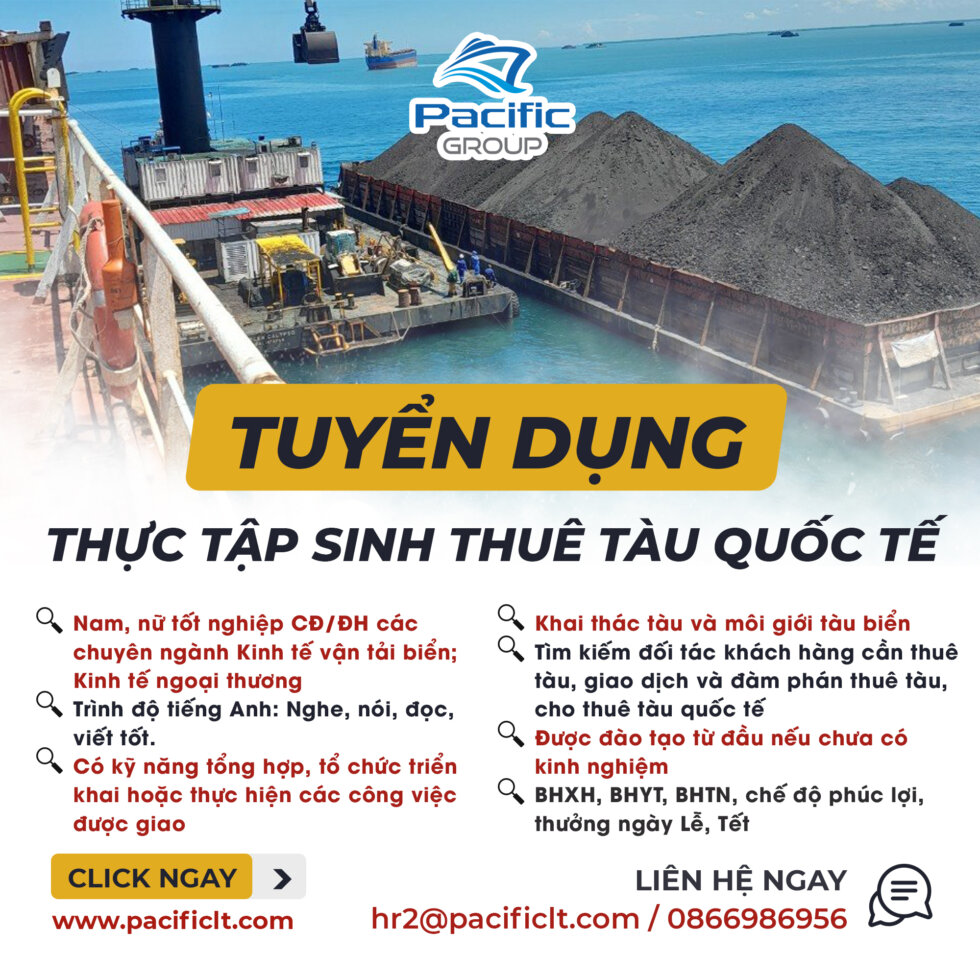 Pacific
GROUP
TUYỂN DỤNG
THỰC TẬP SINH THUÊ TÀU QUỐC TẾ
Nam, nữ tốt nghiệp CĐ/ĐH các
chuyên ngành Kinh tế vận tải biển;
Kinh tế ngoại thương
Trình độ tiếng Anh: Nghe, nói, đọc,
viết tốt.
Có kỹ năng tổng hợp, tổ chức triển
khai hoặc thực hiện các công việc
được giao
Khai thác tàu và môi giới tàu biển
Tìm kiếm đối tác khách hàng cần thuê
tàu, giao dịch và đàm phán thuê tàu,
cho thuê tàu quốc tế
Được đào tạo từ đầu nếu chưa có
kinh nghiệm
BHXH, BHYT, BHTN, chế độ phúc lợi,
thưởng ngày Lễ, Tết
CLICK NGAY
www.pacificlt.com
LIÊN HỆ NGAY
hr2@pacificlt.com / 0866986956